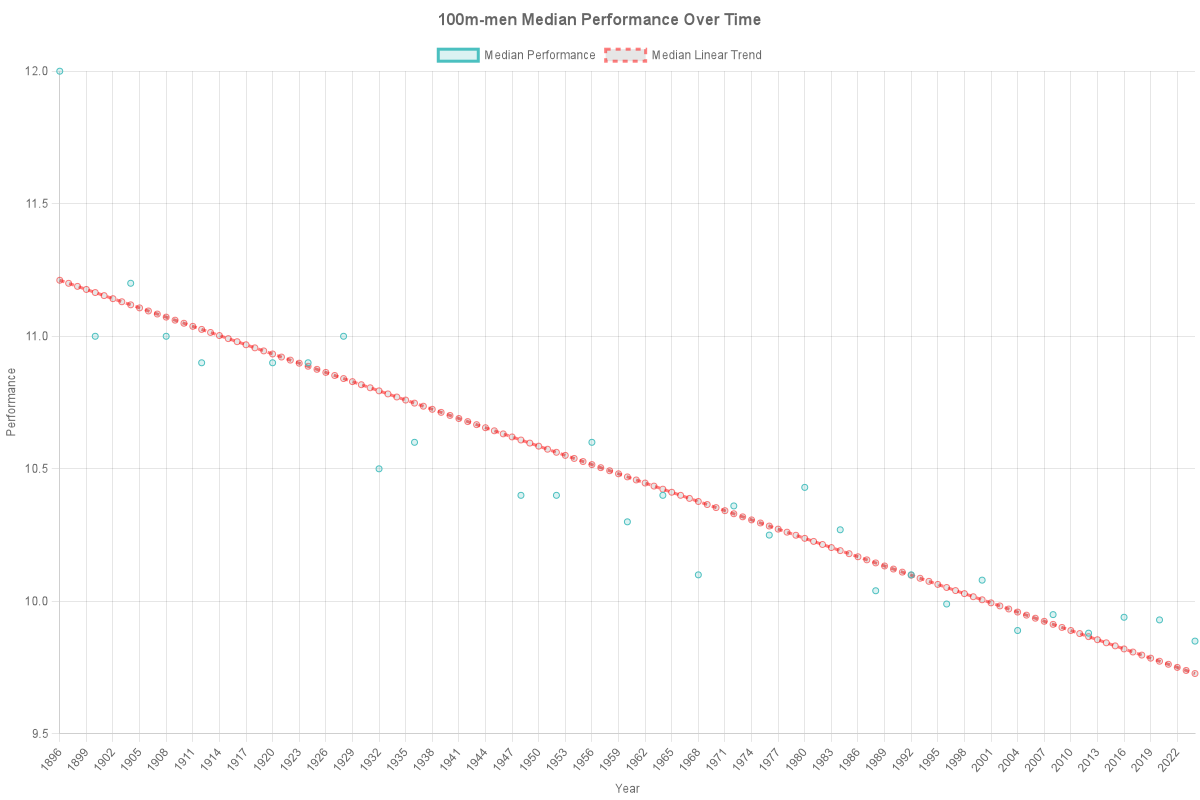 100m-men Median Performance Over Time
Median Performance Median Linear Trend
12.0
11.5
11.0
10.5
10.0
9.5
Performance
1896 1899 1902 1905 1908 1911 1914 1917 1920 1923 1926 1929 1932 1935 1938 1941 1944 1947 1950 1953 1956 1959 1962 1965 1968 1971 1974 1977 1980 1983 1986 1989 1992 1995 1998 2001 2004 2007 2010 2013 2016 2019 2022
Year